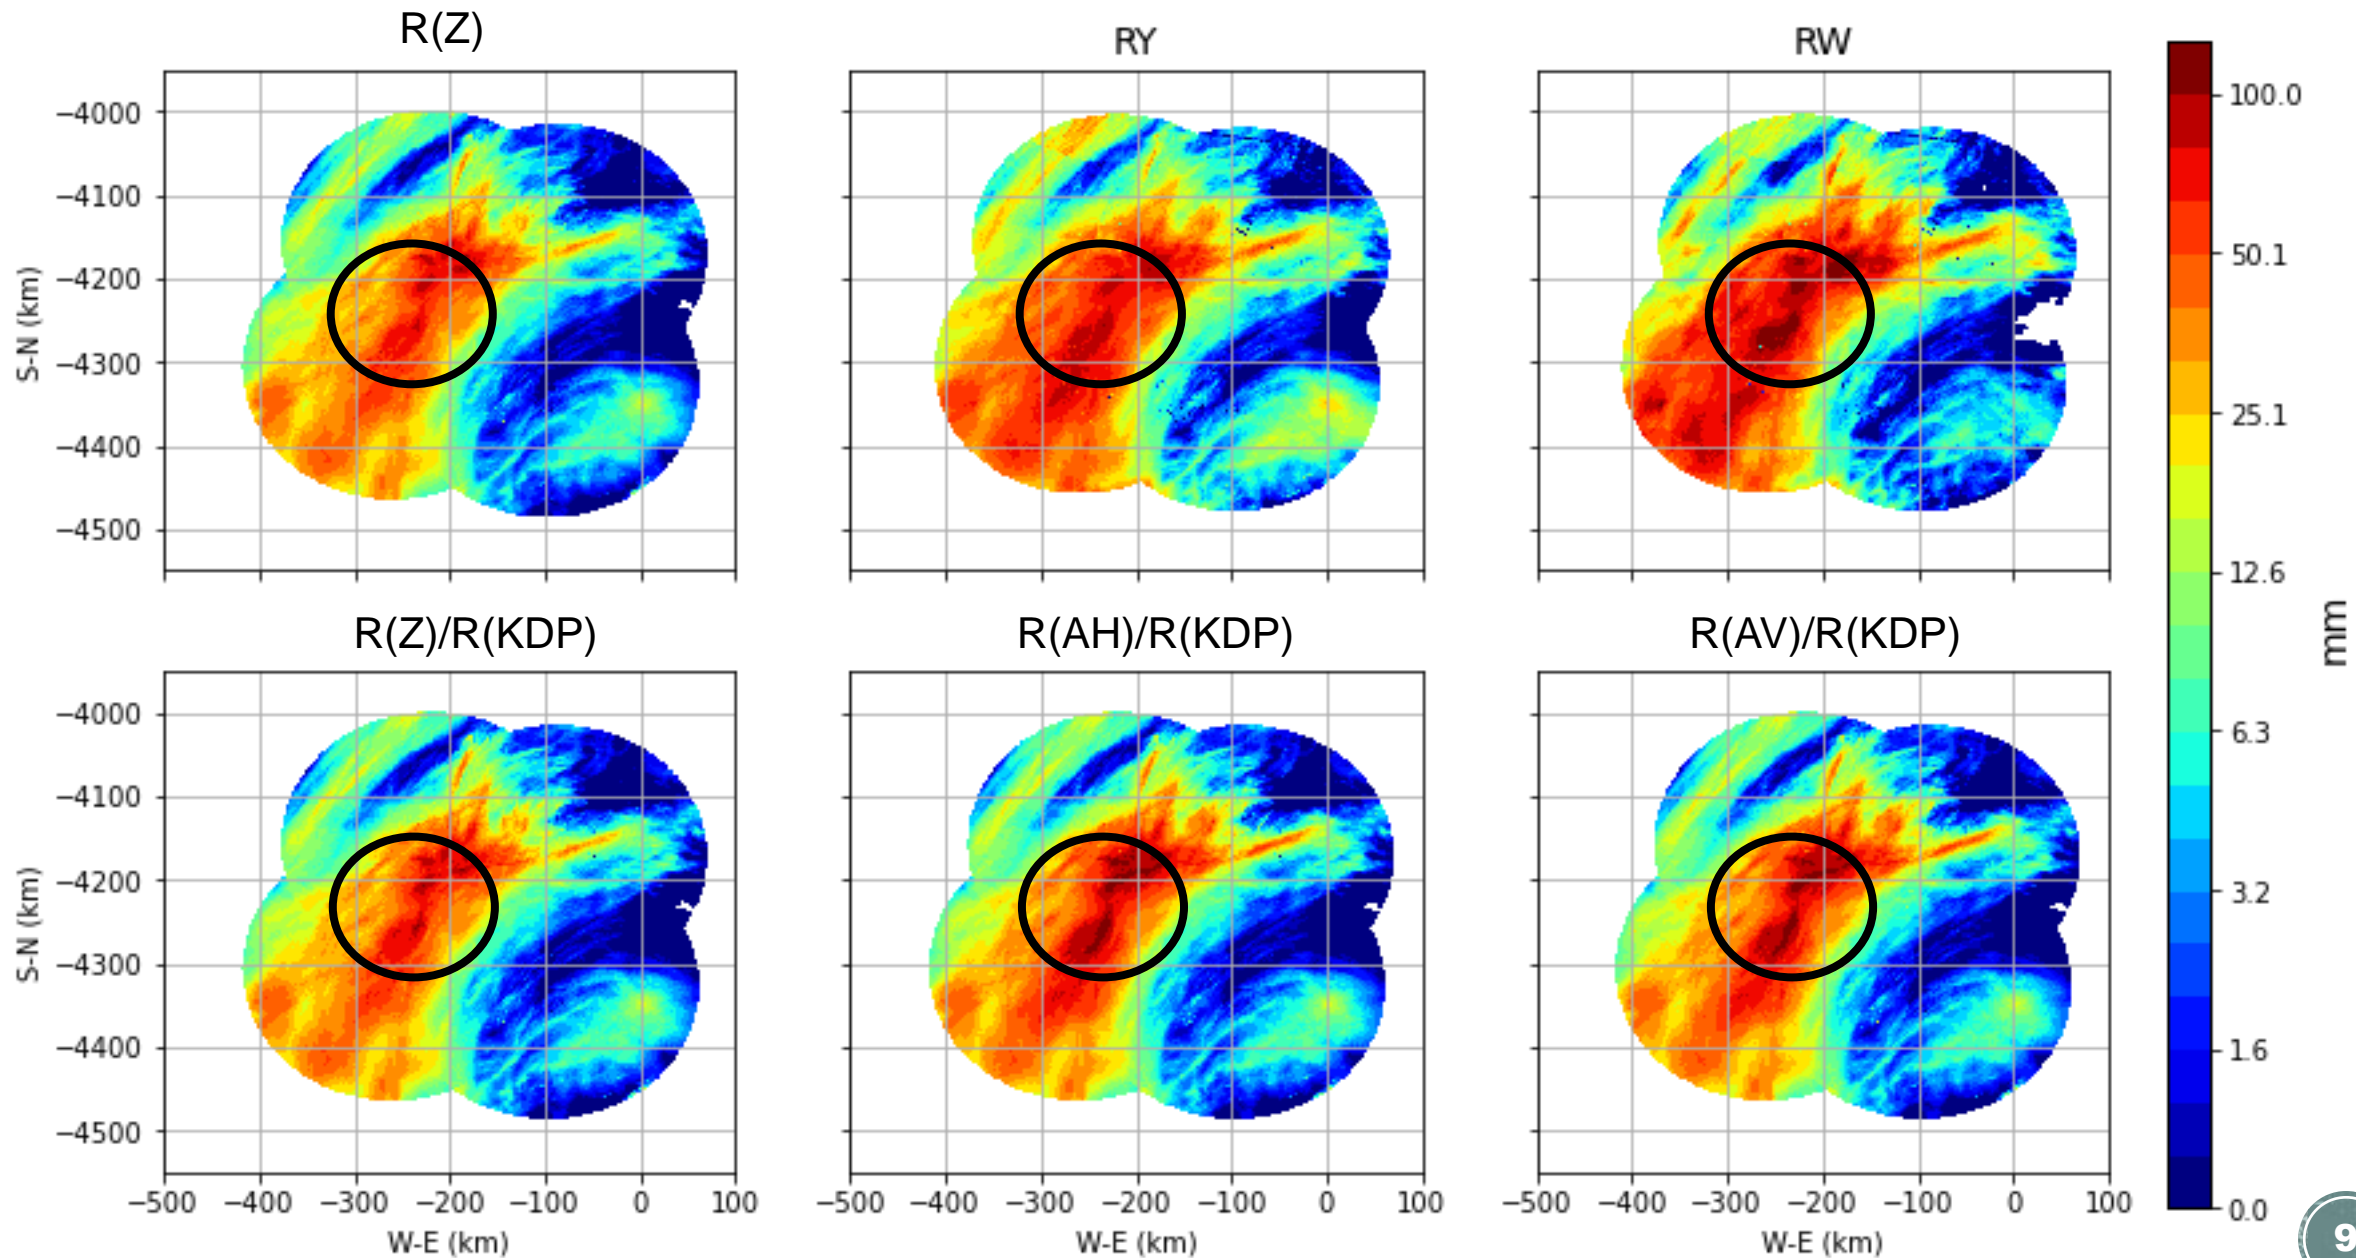 R(Z)
RY
RW
−4000
−4100
−4200
−4300
−4400
−4500
S-N (km)
100.0
50.1
25.1
12.6
6.3
3.2
1.6
0.0
mm
R(Z)/R(KDP)
R(AH)/R(KDP)
R(AV)/R(KDP)
−4000
−4100
−4200
−4300
−4400
−4500
S-N (km)
−500 −400 −300 −200 −100 0 100
−500 −400 −300 −200 −100 0 100
−500 −400 −300 −200 −100 0 100
W-E (km)
W-E (km)
W-E (km)
9